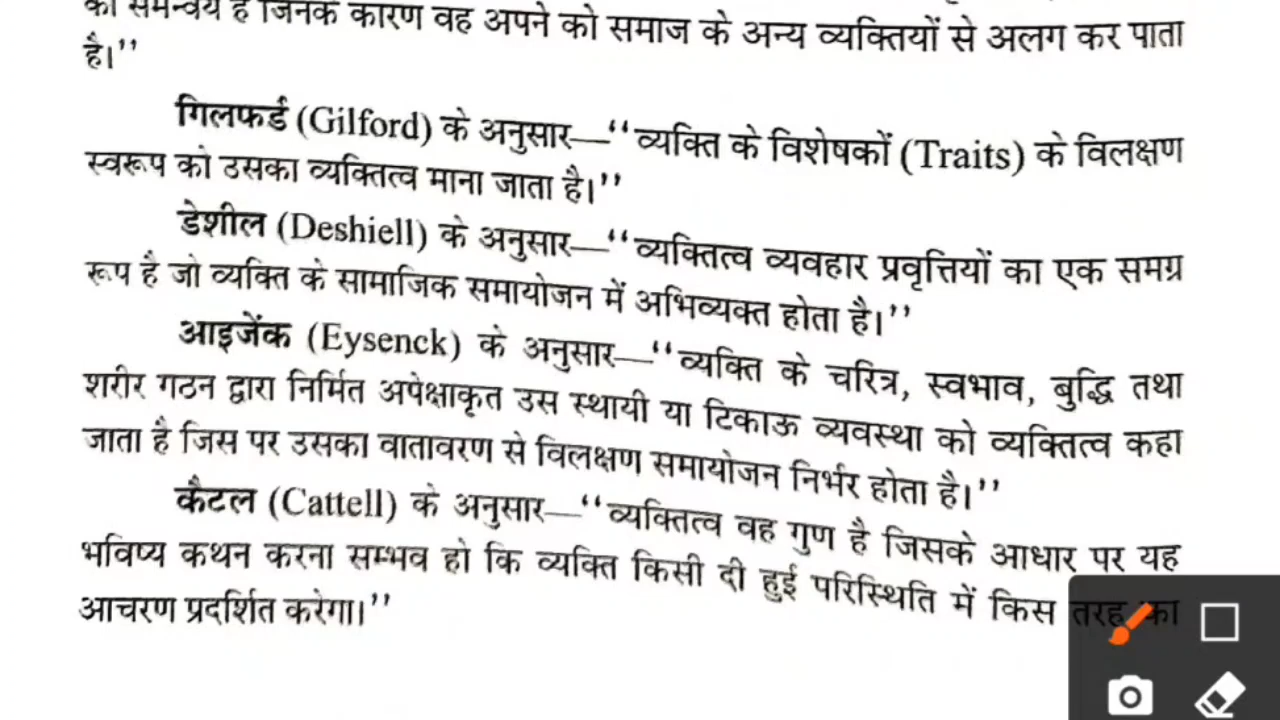 का समन्वय है जिनके कारण वह अपने को समाज के अन्य व्यक्तियों से अलग कर पाता
है।’’
गिलफर्ड (Gilford) के अनुसार—‘‘व्यक्ति के विशेषकों (Traits) के विलक्षण
स्वरूप को उसका व्यक्तित्व माना जाता है।’’
डेशील (Deshiell) के अनुसार—‘‘व्यक्तित्व व्यवहार प्रवृत्तियों का एक समग्र
रूप है जो व्यक्ति के सामाजिक समायोजन में अभिव्यक्त होता है।’’
आइजेंक (Eysenck) के अनुसार—‘‘व्यक्ति के चरित्र, स्वभाव, बुद्धि तथा
शरीर गठन द्वारा निर्मित अपेक्षाकृत उस स्थायी या टिकाऊ व्यवस्था को व्यक्तित्व कहा
जाता है जिस पर उसका वातावरण से विलक्षण समायोजन निर्भर होता है।’’
कैटल (Cattell) के अनुसार—‘‘व्यक्तित्व वह गुण है जिसके आधार पर यह
भविष्य कथन करना सम्भव हो कि व्यक्ति किसी दी हुई परिस्थिति में किस तरह का
आचरण प्रदर्शित करेगा।’’